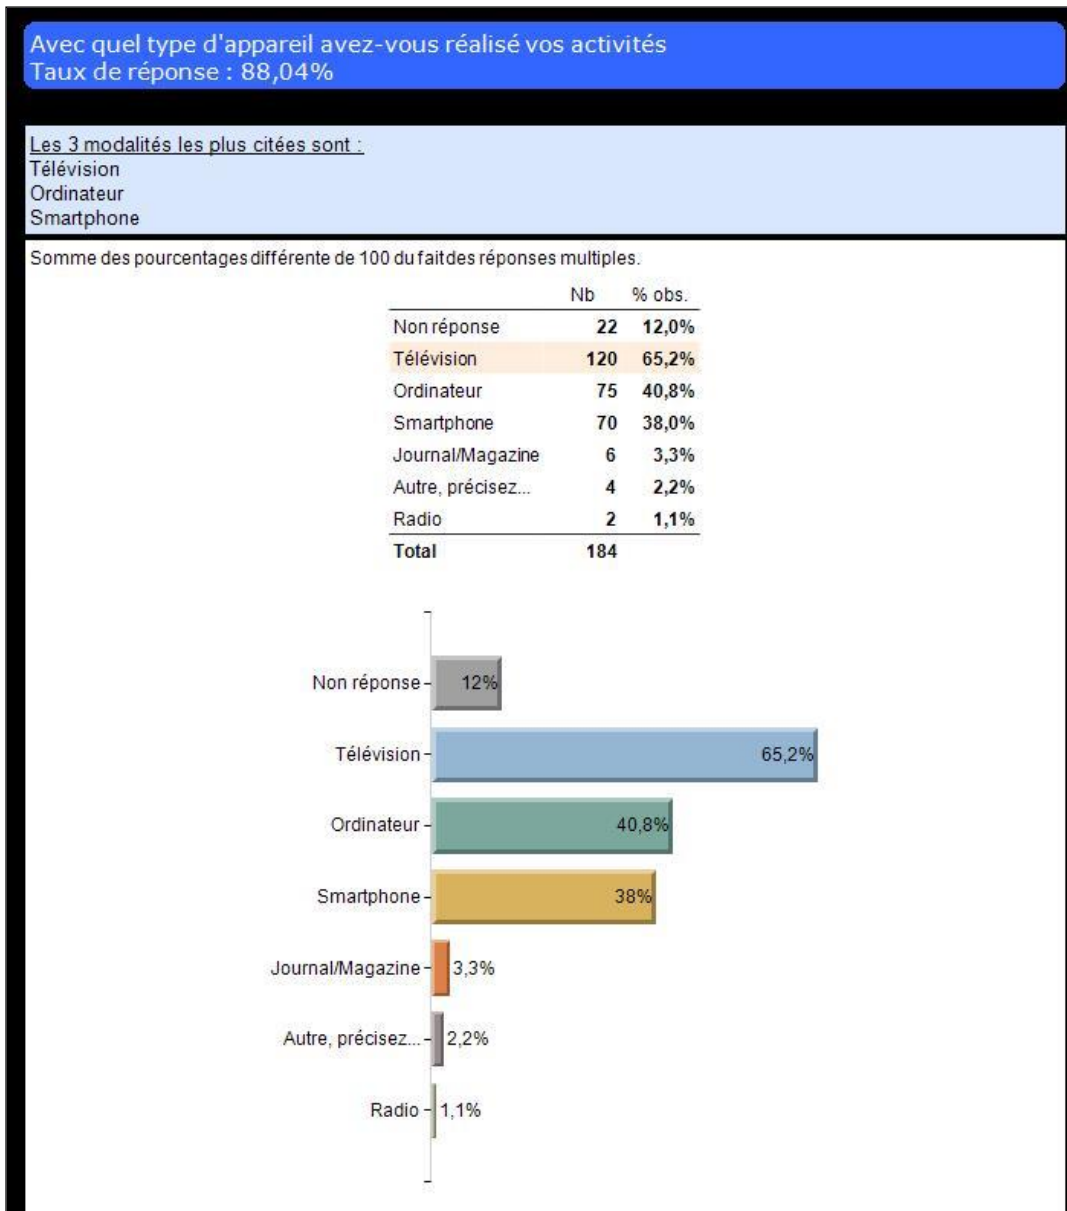 Avec quel type d'appareil avez-vous réalisé vos activités
Taux de réponse : 88,04%
Les 3 modalités les plus citées sont :
Télévision
Ordinateur
Smartphone
Somme des pourcentages différente de 100 du fait des réponses multiples.
Nb % obs.
Non réponse 22 12,0%
Télévision 120 65,2%
Ordinateur 75 40,8%
Smartphone 70 38,0%
Journal/Magazine 6 3,3%
Autre, précisez... 4 2,2%
Radio 2 1,1%
Total 184
Non réponse 12%
Télévision 65,2%
Ordinateur 40,8%
Smartphone 38%
Journal/Magazine 3,3%
Autre, précisez... 2,2%
Radio 1,1%